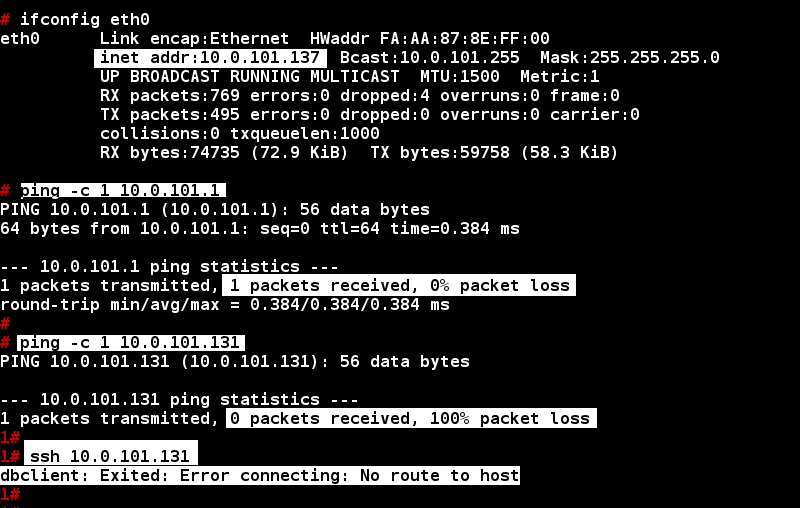 # ifconfig eth0
eth0      Link encap:Ethernet  HWaddr FA:AA:87:8E:FF:00
          inet addr:10.0.101.137  Bcast:10.0.101.255  Mask:255.255.255.0
          UP BROADCAST RUNNING MULTICAST  MTU:1500  Metric:1
          RX packets:769 errors:0 dropped:4 overruns:0 frame:0
          TX packets:495 errors:0 dropped:0 overruns:0 carrier:0
          collisions:0 txqueuelen:1000
          RX bytes:74735 (72.9 KiB)  TX bytes:59758 (58.3 KiB)

# ping -c 1 10.0.101.1
PING 10.0.101.1 (10.0.101.1): 56 data bytes
64 bytes from 10.0.101.1: seq=0 ttl=64 time=0.384 ms

--- 10.0.101.1 ping statistics ---
1 packets transmitted, 1 packets received, 0% packet loss
round-trip min/avg/max = 0.384/0.384/0.384 ms
#
# ping -c 1 10.0.101.131
PING 10.0.101.131 (10.0.101.131): 56 data bytes

--- 10.0.101.131 ping statistics ---
1 packets transmitted, 0 packets received, 100% packet loss
1#
1# ssh 10.0.101.131
dbclient: Exited: Error connecting: No route to host
1#